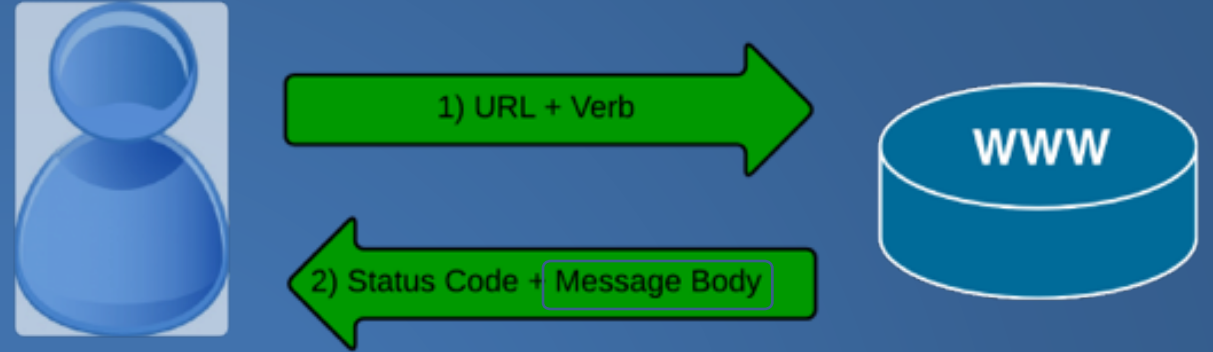 1) URL + Verb
WWW
2) Status Code + Message Body